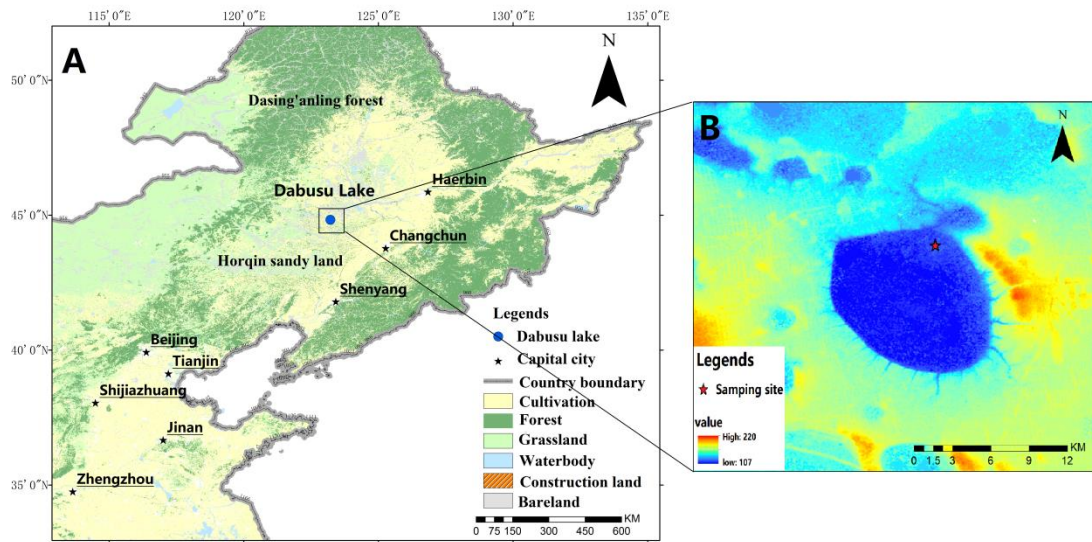 115°0"E 120°0"E 125°0"E 130°0"E 135°0"E
A
N
50° 0"N
Dasing'anling forest
B
N
Haerbin
Dabusu Lake
45° 0"N
Changchun
Horqin sandy land
Shenyang
Legends
Beijing
Dabusu lake
40° 0"N
Tianjin
Capital city
Legends
Shijiazhuang
Country boundary
Samping site
Cultivation
Forest
value
Jinan
Grassland
High: 220
Waterbody
KM
low: 107
0 1.5 3 6 9 12
Zhengzhou
Construction land
35° 0"N
Bareland
KM
0 75 150 300 450 600